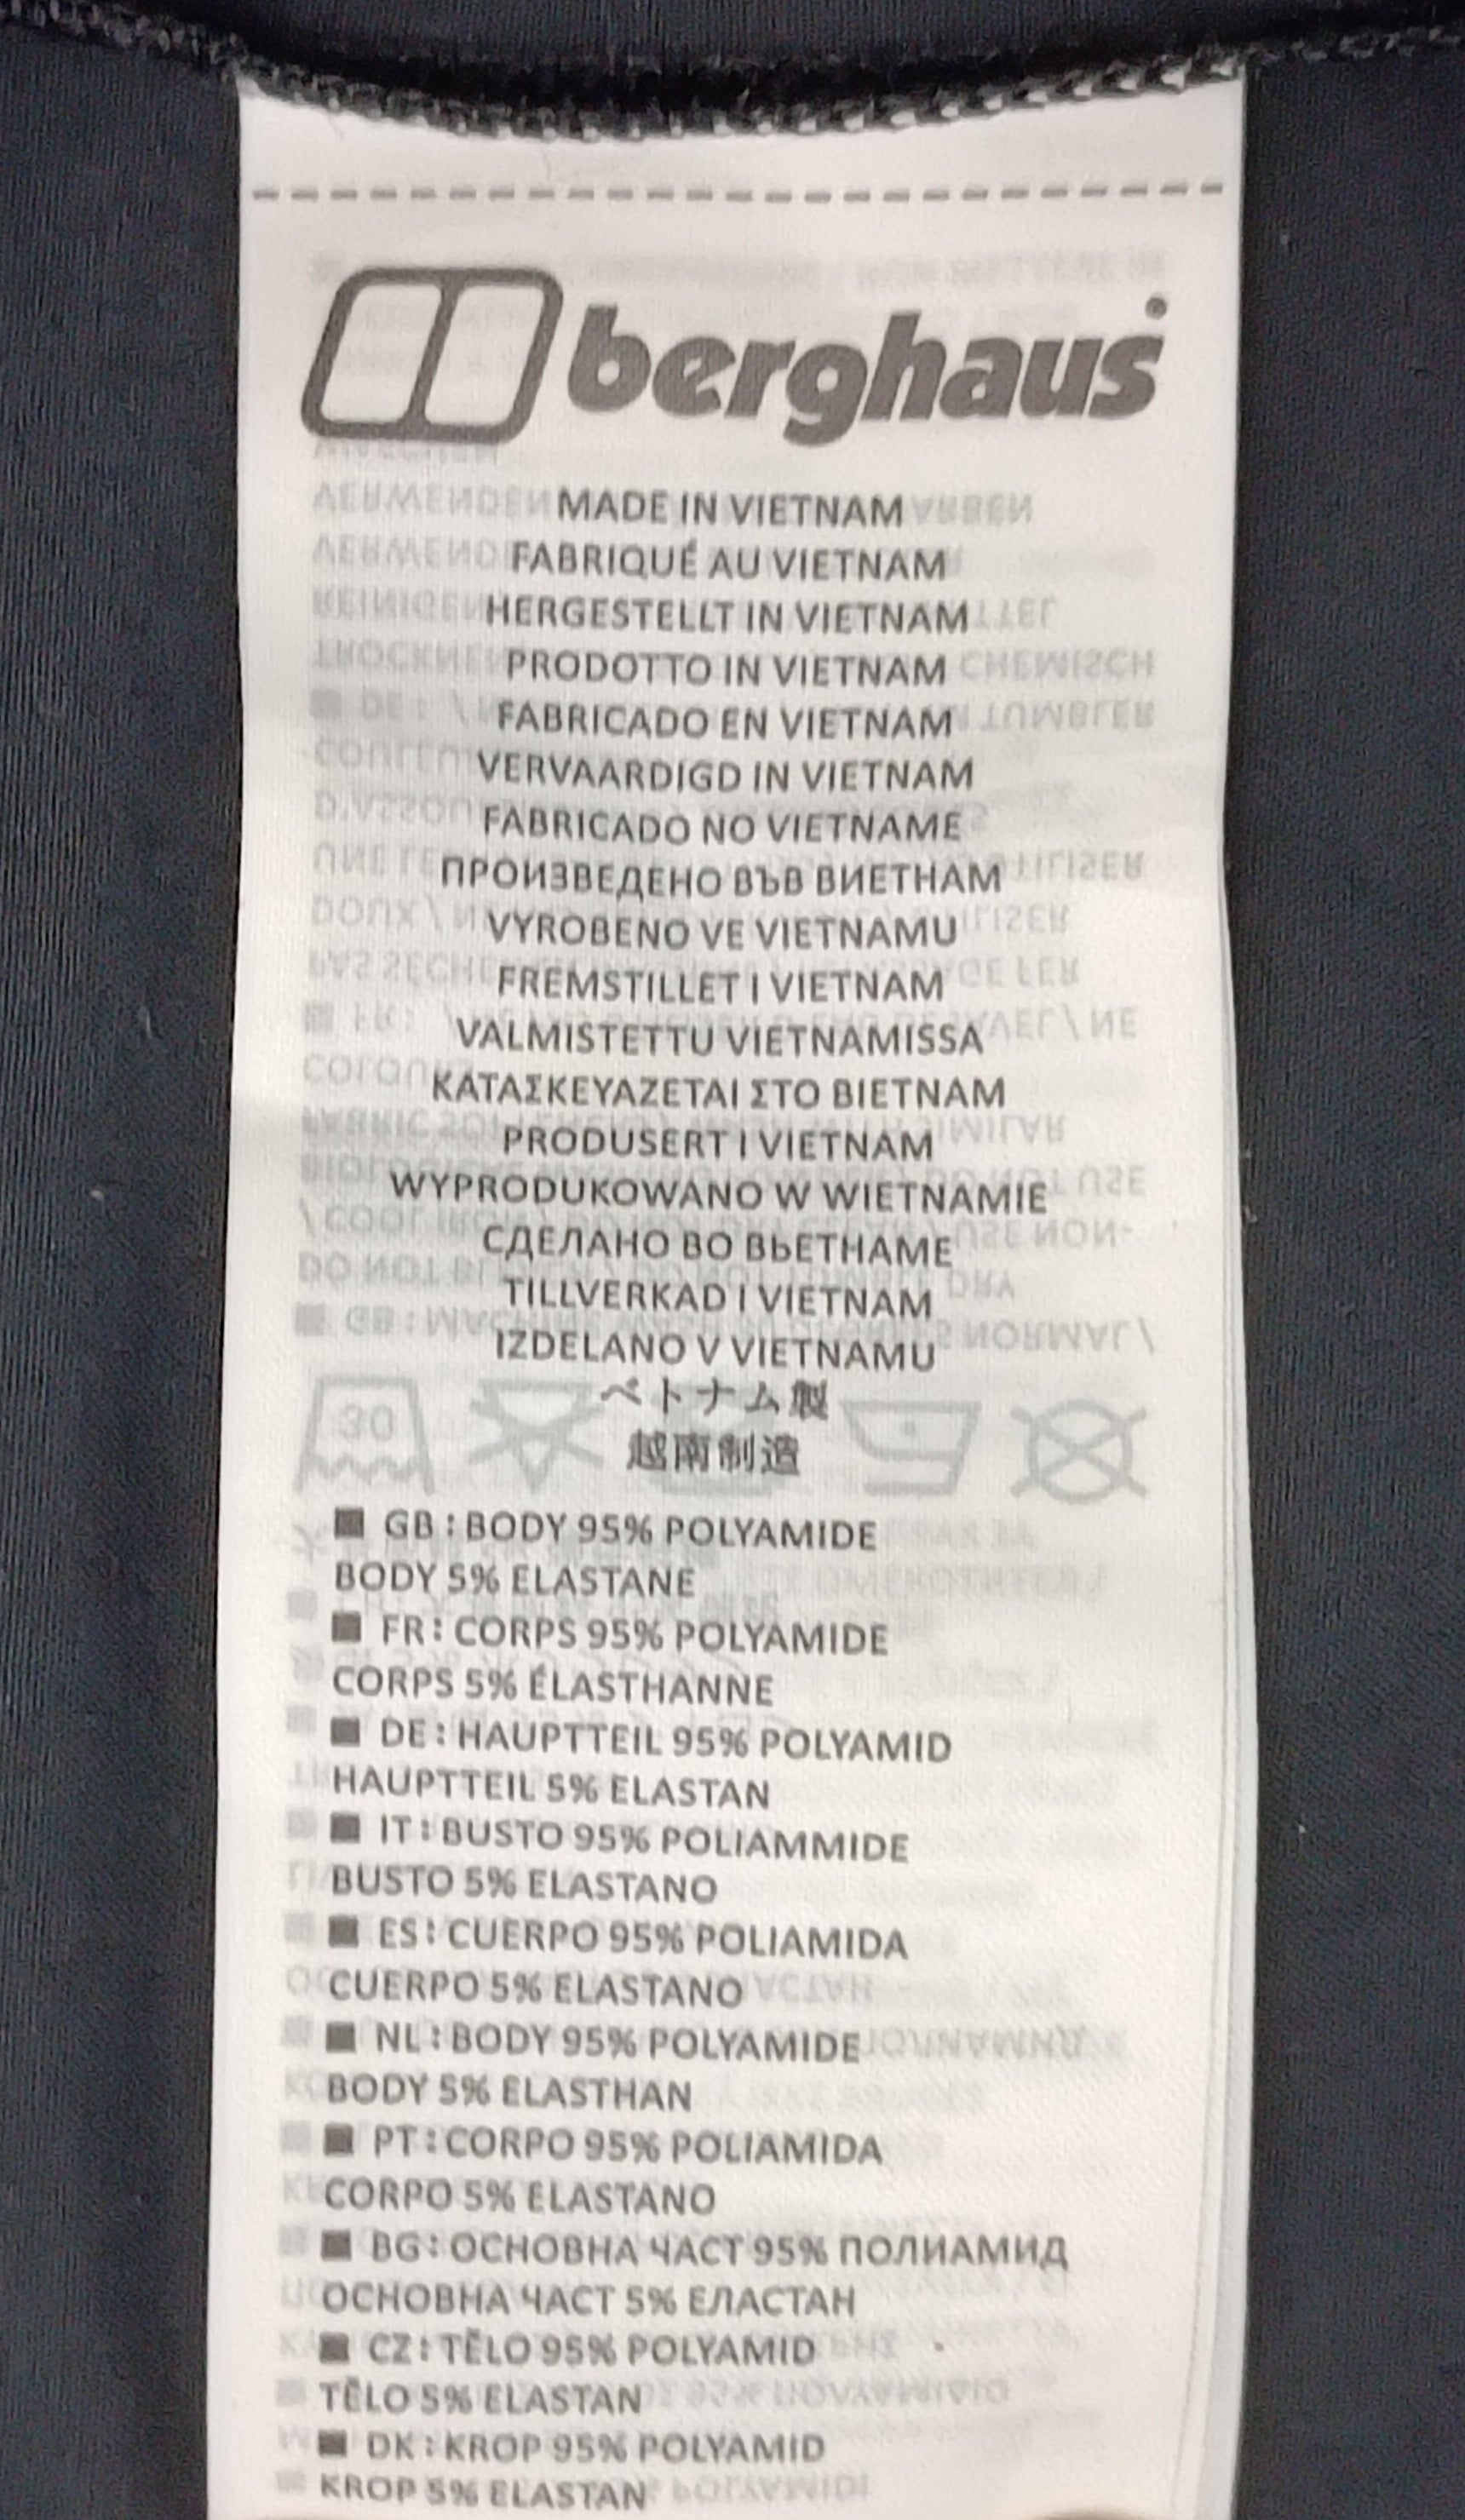 berghaus
MADE IN VIETNAM
FABRIQUÉ AU VIETNAM
HERGESTELLT IN VIETNAM
PRODOTTO IN VIETNAM
FABRICADO EN VIETNAM
VERVAARDIGD IN VIETNAM
FABRICADO NO VIETNAME
ПРОИЗВЕДЕНО ВЪВ ВИЕТНАМ
VYROBENO VE VIETNAMU
FREMSTILLET I VIETNAM
VALMISTETTU VIETNAMISSA
ΚΑΤΑΣΚΕΥΑΖΕΤΑΙ ΣΤΟ ΒΙΕΤΝΑΜ
PRODUSERT I VIETNAM
WYPRODUKOWANO W WIETNAMIE
СДЕЛАНО ВО ВЬЕТНАМЕ
TILLVERKAD I VIETNAM
IZDELANO V VIETNAMU
ベトナム製
越南制造
GB: BODY 95% POLYAMIDE
BODY 5% ELASTANE
FR: CORPS 95% POLYAMIDE
CORPS 5% ÉLASTHANNE
DE: HAUPTTEIL 95% POLYAMID
HAUPTTEIL 5% ELASTAN
IT: BUSTO 95% POLIAMMIDE
BUSTO 5% ELASTANO
ES: CUERPO 95% POLIAMIDA
CUERPO 5% ELASTANO
NL: BODY 95% POLYAMIDE
BODY 5% ELASTHAN
PT: CORPO 95% POLIAMIDA
CORPO 5% ELASTANO
BG: ОСНОВНА ЧАСТ 95% ПОЛИАМИД
ОСНОВНА ЧАСТ 5% ЕЛАСТАН
CZ: TĚLO 95% POLYAMID
TĚLO 5% ELASTAN
DK: KROP 95% POLYAMID
KROP 5% ELASTAN